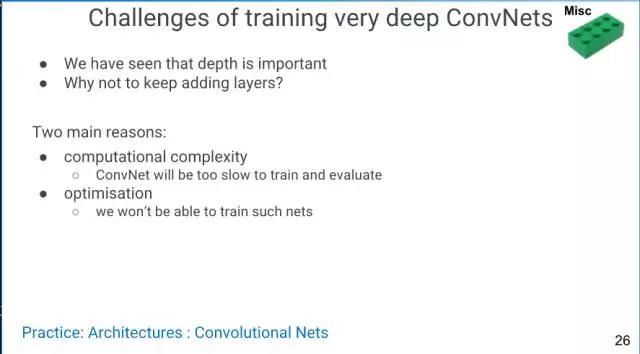 Challenges of training very deep ConvNets
Misc
● We have seen that depth is important
● Why not to keep adding layers?
Two main reasons:
● computational complexity
○ ConvNet will be too slow to train and evaluate
● optimisation
○ we won't be able to train such nets
Practice: Architectures : Convolutional Nets
26